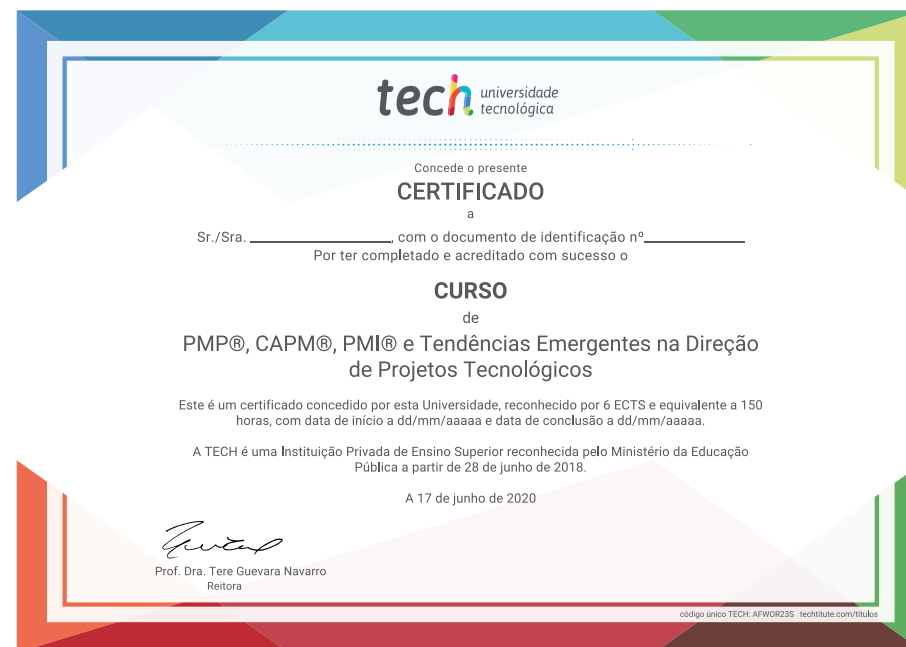 tech universidade
tecnológica
Concede o presente
CERTIFICADO
a
Sr./Sra. ____________________, com o documento de identificação nº______________
Por ter completado e acreditado com sucesso o
CURSO
de
PMP®, CAPM®, PMI® e Tendências Emergentes na Direção
de Projetos Tecnológicos
Este é um certificado concedido por esta Universidade, reconhecido por 6 ECTS e equivalente a 150
horas, com data de início a dd/mm/aaaaa e data de conclusão a dd/mm/aaaaa.
A TECH é uma Instituição Privada de Ensino Superior reconhecida pelo Ministério da Educação
Pública a partir de 28 de junho de 2018.
A 17 de junho de 2020
Prof. Dra. Tere Guevara Navarro
Reitora
código único TECH: AFWOR23S techtitute.com/titulos